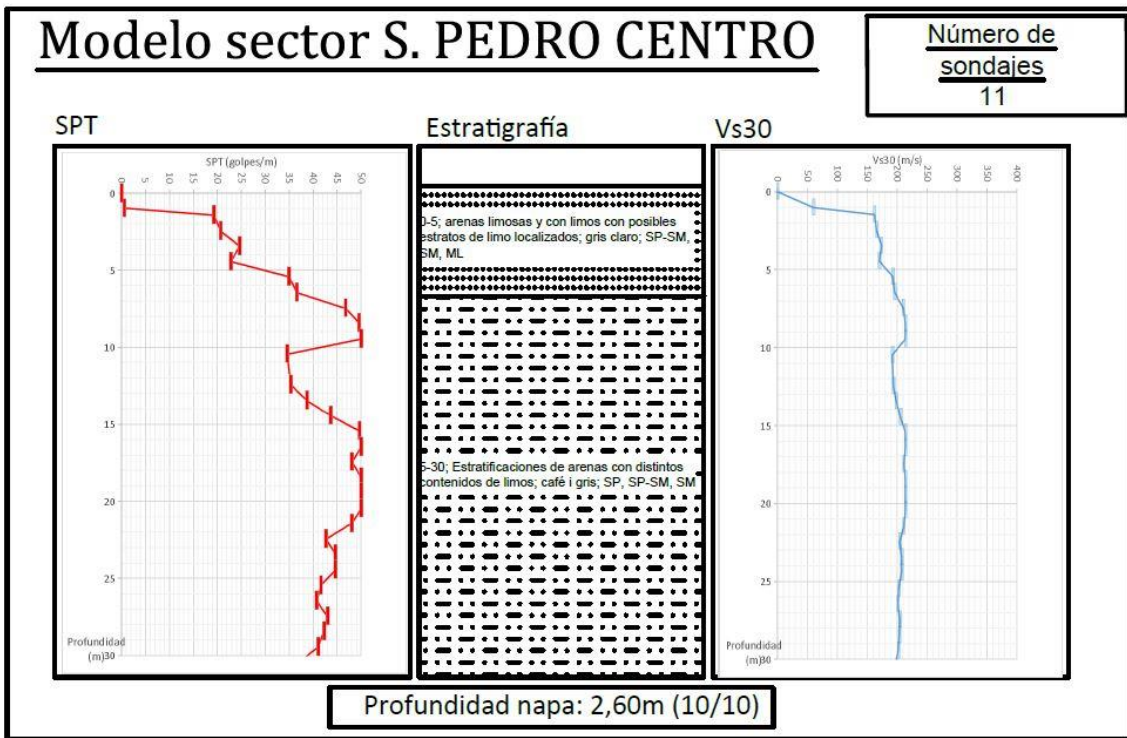 Modelo sector S. PEDRO CENTRO
Número de
sondajes
11
SPT
Estratigrafía
Vs30
SPT (golpes/m)
0 5 10 15 20 25 30 35 40 45 50
0
5
10
15
20
25
Profundidad
(m)30
0-5; arenas limosas y con limos con posibles
estratos de limo localizados; gris claro; SP-SM,
SM, ML
5-30; Estratificaciones de arenas con distintos
contenidos de limos; café i gris; SP, SP-SM, SM
Vs30 (m/s)
0 50 100 150 200 250 300 350 400
0
5
10
15
20
25
Profundidad
(m)30
Profundidad napa: 2,60m (10/10)